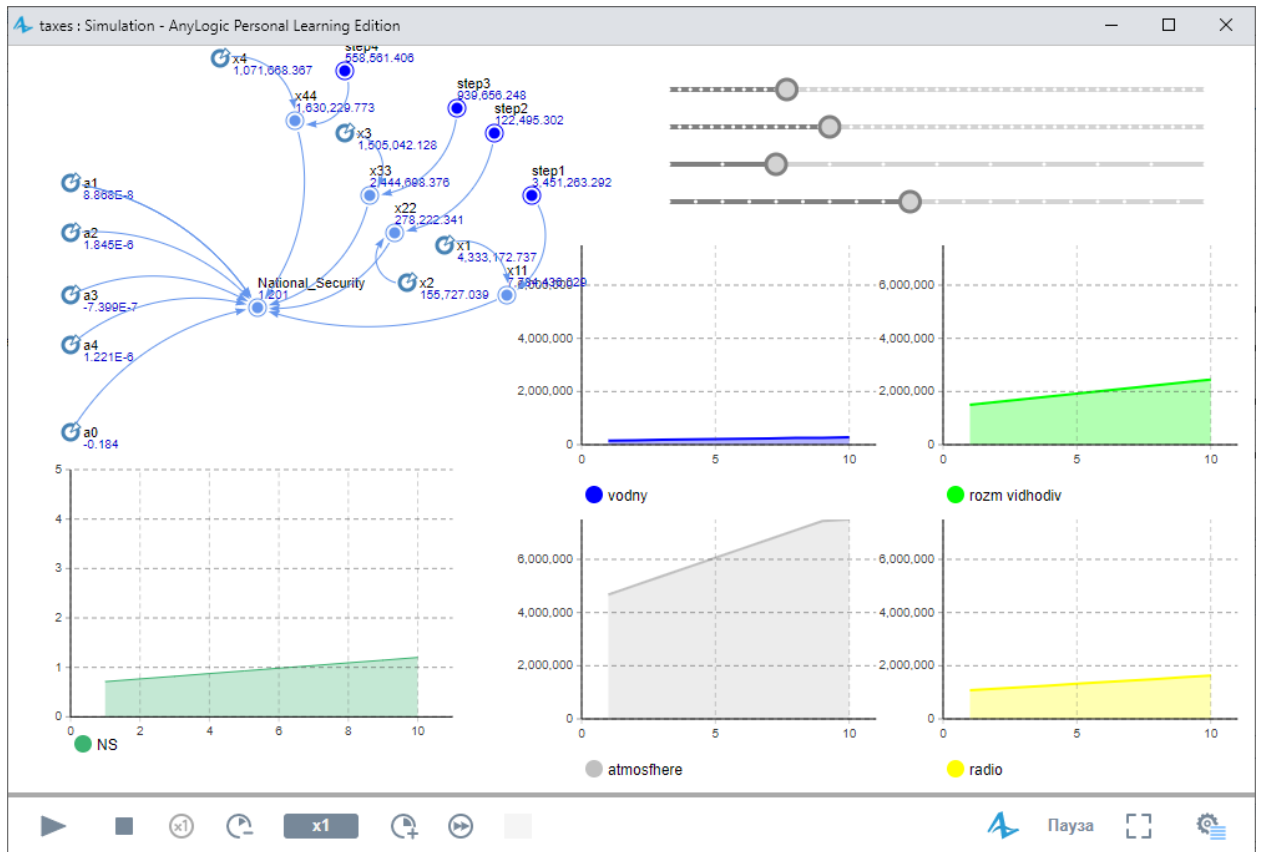 taxes : Simulation - AnyLogic Personal Learning Edition
x4
1,071,668.367
step4
558,561.406
x44
1,630,229.773
step3
939,656.248
step2
122,495.302
x3
1,505,042.128
x33
2,444,698.376
step1
3,451,263.292
a1
8.868E-8
x22
278,222.341
a2
1.845E-6
x1
4,333,172.737
x11
x2
155,727.039
National_Security
1.201
a3
-7.399E-7
a4
1.221E-6
a0
-0.184
5
4
3
2
1
0
0 2 4 6 8 10
NS
6,000,000
4,000,000
2,000,000
0
0 5 10
vodny
6,000,000
4,000,000
2,000,000
0
0 5 10
rozm vidhodiv
6,000,000
4,000,000
2,000,000
0
0 5 10
atmosfhere
6,000,000
4,000,000
2,000,000
0
0 5 10
radio
x1
x1
Пауза